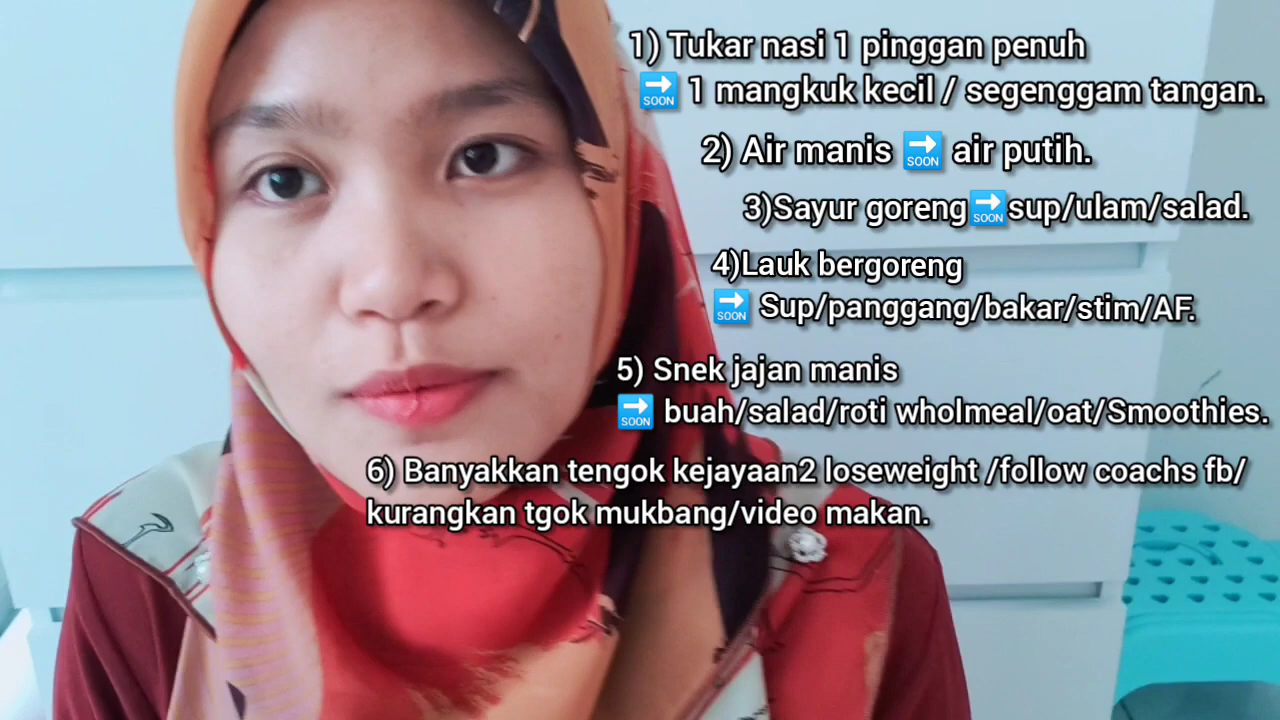 1) Tukar nasi 1 pinggan penuh
🔜 1 mangkuk kecil / segenggam tangan.
2) Air manis 🔜 air putih.
3)Sayur goreng🔜sup/ulam/salad.
4)Lauk bergoreng
🔜 Sup/panggang/bakar/stim/AF.
5) Snek jajan manis
🔜 buah/salad/roti wholmeal/oat/Smoothies.
6) Banyakkan tengok kejayaan2 loseweight /follow coachs fb/
kurangkan tgok mukbang/video makan.